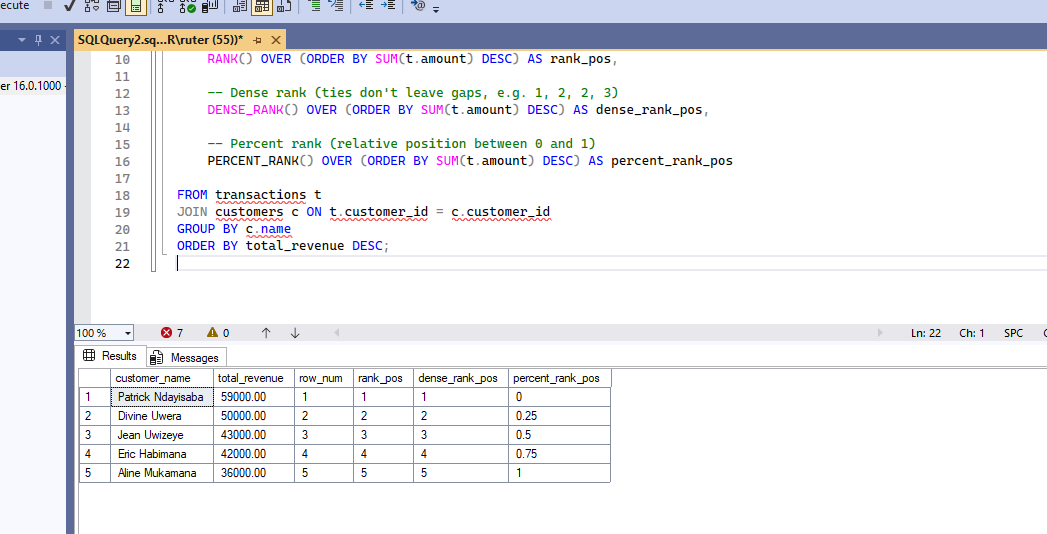 ecute
SQLQuery2.sq...R\ruter (55))*
er 16.0.1000 -
10 RANK() OVER (ORDER BY SUM(t.amount) DESC) AS rank_pos,
11
12 -- Dense rank (ties don't leave gaps, e.g. 1, 2, 2, 3)
13 DENSE_RANK() OVER (ORDER BY SUM(t.amount) DESC) AS dense_rank_pos,
14
15 -- Percent rank (relative position between 0 and 1)
16 PERCENT_RANK() OVER (ORDER BY SUM(t.amount) DESC) AS percent_rank_pos
17
18 FROM transactions t
19 JOIN customers c ON t.customer_id = c.customer_id
20 GROUP BY c.name
21 ORDER BY total_revenue DESC;
22
100 % 7 0 Ln: 22 Ch: 1 SPC
Results Messages
customer_name total_revenue row_num rank_pos dense_rank_pos percent_rank_pos
1 Patrick Ndayisaba 59000.00 1 1 1 0
2 Divine Uwera 50000.00 2 2 2 0.25
3 Jean Uwizeye 43000.00 3 3 3 0.5
4 Eric Habimana 42000.00 4 4 4 0.75
5 Aline Mukamana 36000.00 5 5 5 1